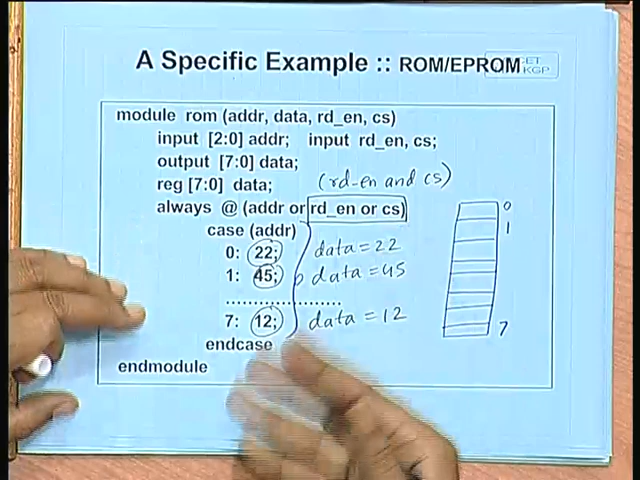 A Specific Example :: ROM/EPROM
KGP
module rom (addr, data, rd_en, cs)
input [2:0] addr; input rd_en, cs;
output [7:0] data;
reg [7:0] data; (rd-en and cs)
always @ (addr or rd_en or cs)
case (addr)
0: 22; data = 22
1: 45; data = 45
.....................
7: 12; data = 12
endcase
endmodule
0
1
7